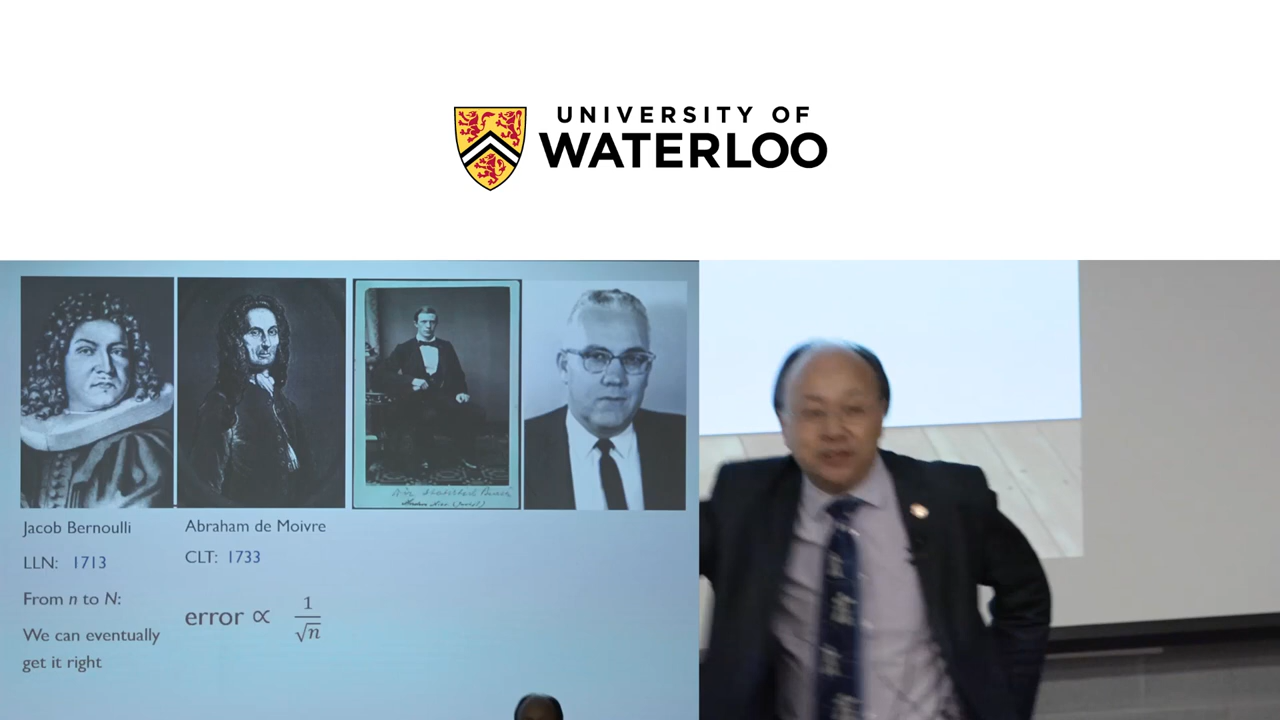 UNIVERSITY OF
WATERLOO
Jacob Bernoulli
LLN: 1713
From n to N:
We can eventually
get it right
Abraham de Moivre
CLT: 1733
error ∝ 1/√n